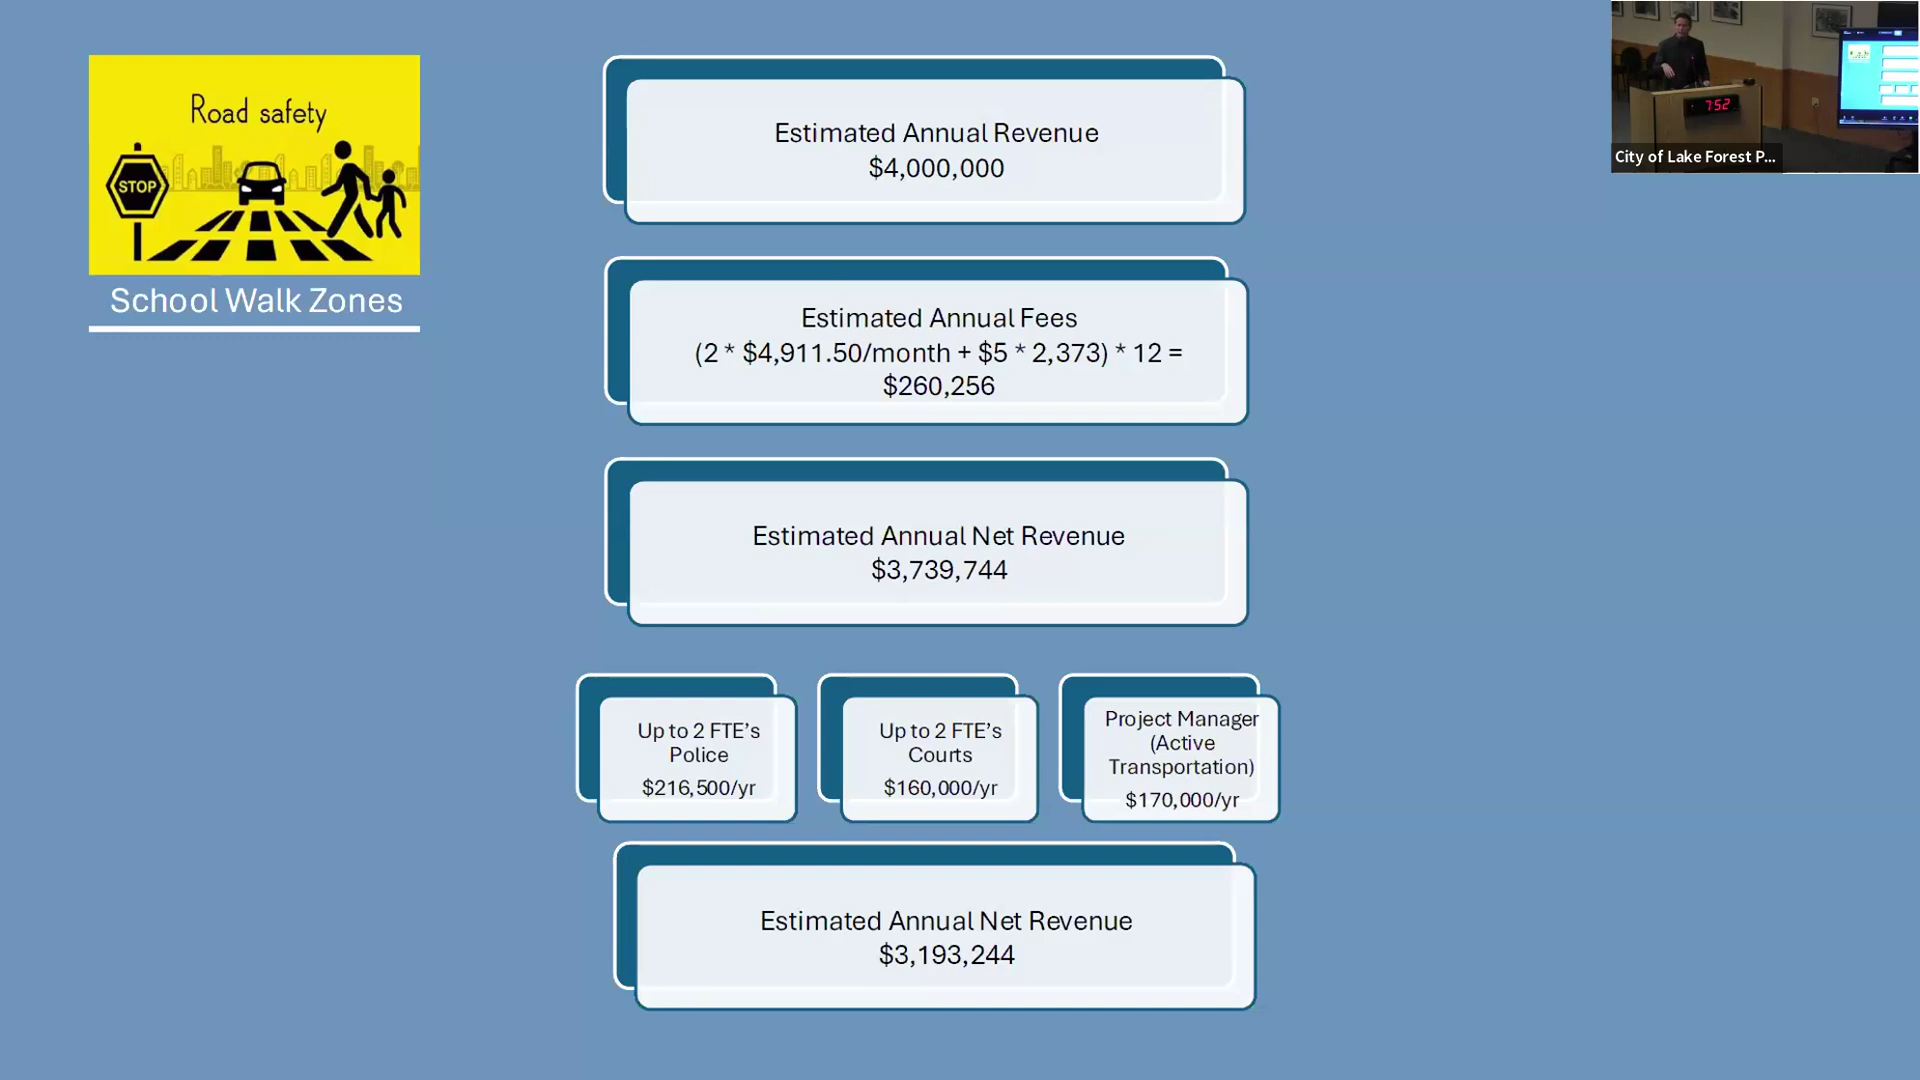 Road safety
STOP
School Walk Zones
Estimated Annual Revenue
$4,000,000
Estimated Annual Fees
(2 * $4,911.50/month + $5 * 2,373) * 12 =
$260,256
Estimated Annual Net Revenue
$3,739,744
Up to 2 FTE’s
Police
$216,500/yr
Up to 2 FTE’s
Courts
$160,000/yr
Project Manager
(Active
Transportation)
$170,000/yr
Estimated Annual Net Revenue
$3,193,244
752
City of Lake Forest P...